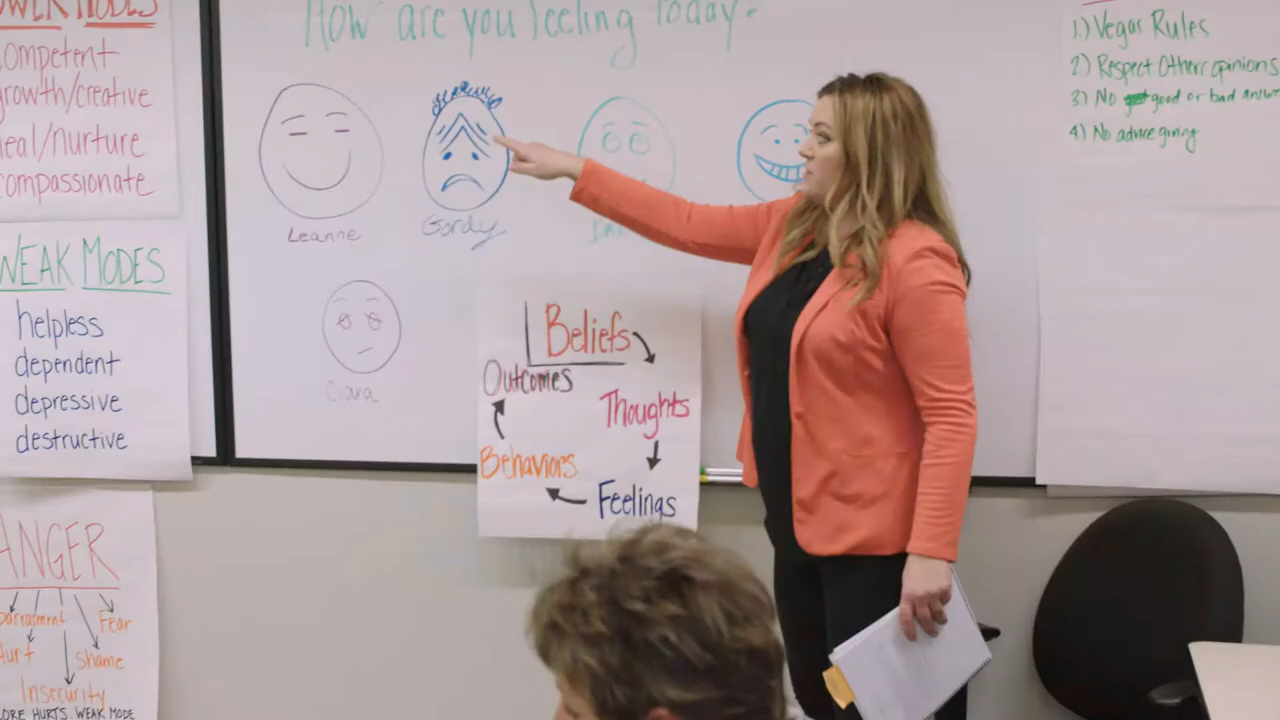 How are you feeling today?
Leanne
Gordy
Ciara
MODES
competent
growth/creative
heal/nurture
compassionate
WEAK MODES
helpless
dependent
depressive
destructive
ANGER
Fear
Hurt
Shame
Insecurity
CORE HURTS. WEAK MODE
Beliefs
Outcomes
Thoughts
Behaviors
Feelings
1.) Vegas Rules
2) Respect Others opinions
3) No good or bad
4) No advice giving